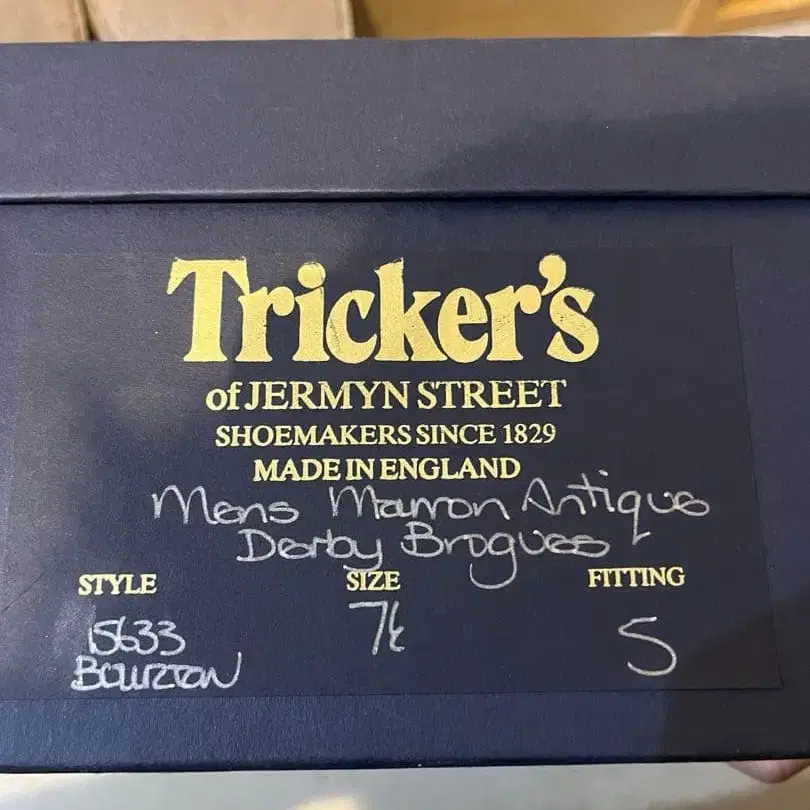 Tricker's
of JERMYN STREET
SHOEMAKERS SINCE 1829
MADE IN ENGLAND
Mens Marron Antique
Derby Brogues
STYLE SIZE FITTING
15633 7½ 5
BOURTON